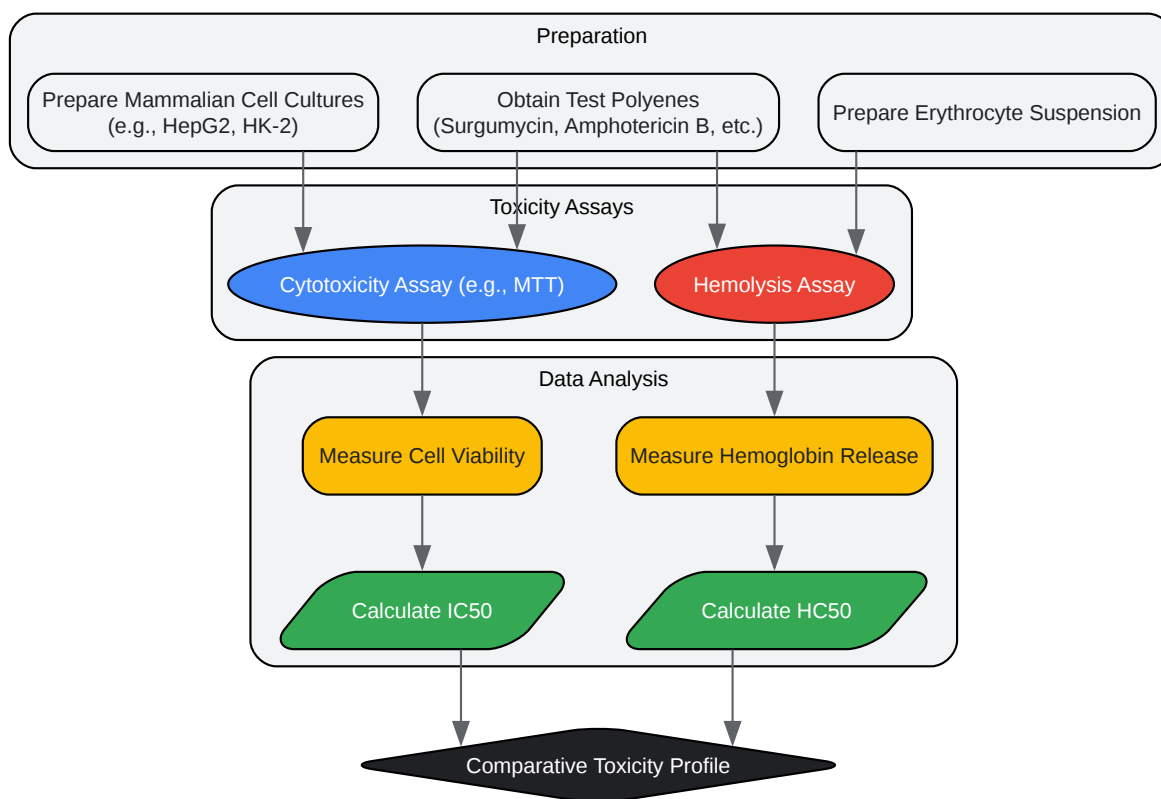 Preparation
Prepare Mammalian Cell Cultures
(e.g., HepG2, HK-2)
Obtain Test Polyenes
(Surgumycin, Amphotericin B, etc.)
Prepare Erythrocyte Suspension
Toxicity Assays
Cytotoxicity Assay (e.g., MTT)
Hemolysis Assay
Data Analysis
Measure Cell Viability
Measure Hemoglobin Release
Calculate IC50
Calculate HC50
Comparative Toxicity Profile